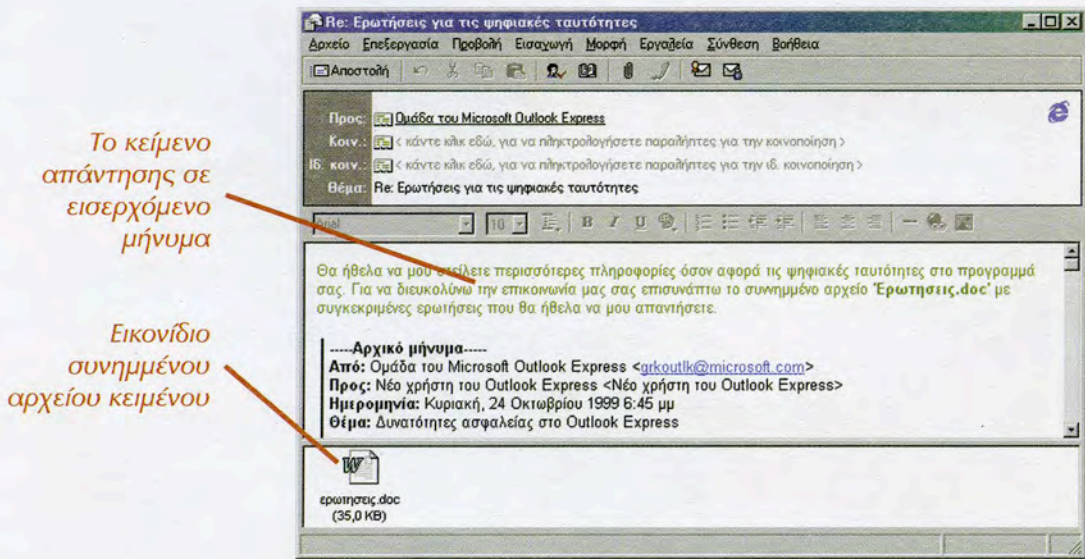 Re: Ερωτήσεις για τις ψηφιακές ταυτότητες
Αρχείο Επεξεργασία Προβολή Εισαγωγή Μορφή Εργαλεία Σύνθεση Βοήθεια
Αποστολή
Προς: Ομάδα του Microsoft Outlook Express
Κοιν.: < κάντε κλικ εδώ, για να πληκτρολογήσετε παραλήπτες για την κοινοποίηση >
Ιδ. κοιν.: < κάντε κλικ εδώ, για να πληκτρολογήσετε παραλήπτες για την ιδ. κοινοποίηση >
Θέμα: Re: Ερωτήσεις για τις ψηφιακές ταυτότητες
Το κείμενο
απάντησης σε
εισερχόμενο
μήνυμα
Arial 10 B I U
Θα ήθελα να μου στείλετε περισσότερες πληροφορίες όσον αφορά τις ψηφιακές ταυτότητες στο προγραμμά
σας. Για να διευκολύνω την επικοινωνία μας σας επισυνάπτω το συννημμένο αρχείο 'Ερωτησεις.doc' με
συγκεκριμένες ερωτήσεις που θα ήθελα να μου απαντήσετε.
-----Αρχικό μήνυμα-----
Από: Ομάδα του Microsoft Outlook Express <grkoutlk@microsoft.com>
Προς: Νέο χρήστη του Outlook Express <Νέο χρήστη του Outlook Express>
Ημερομηνία: Κυριακή, 24 Οκτωβρίου 1999 6:45 μμ
Θέμα: Δυνατότητες ασφαλείας στο Outlook Express
Εικονίδιο
συνημμένου
αρχείου κειμένου
ερωτησεις.doc
(35,0 KB)